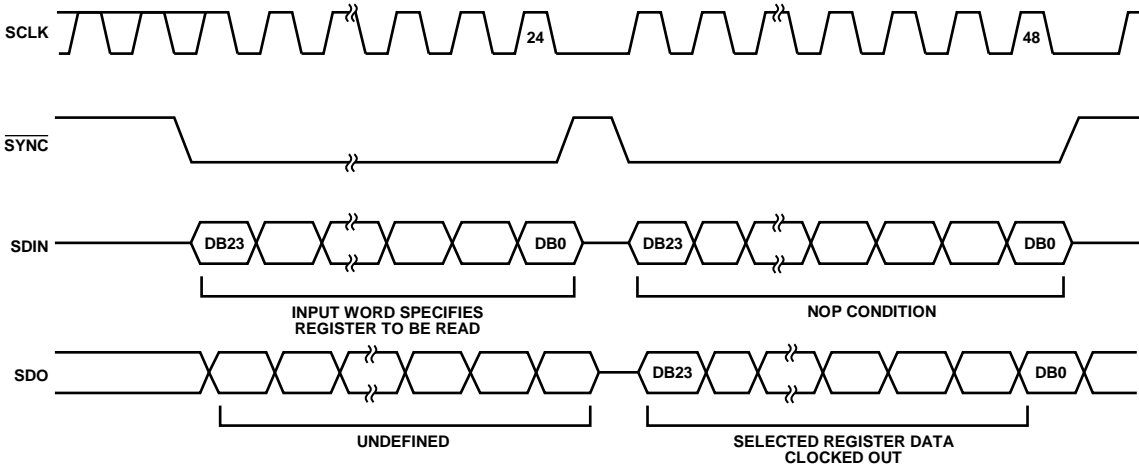 SCLK
24
48
SYNC
SDIN
DB23
DB0
DB23
DB0
INPUT WORD SPECIFIES
REGISTER TO BE READ
NOP CONDITION
SDO
DB23
DB0
UNDEFINED
SELECTED REGISTER DATA
CLOCKED OUT